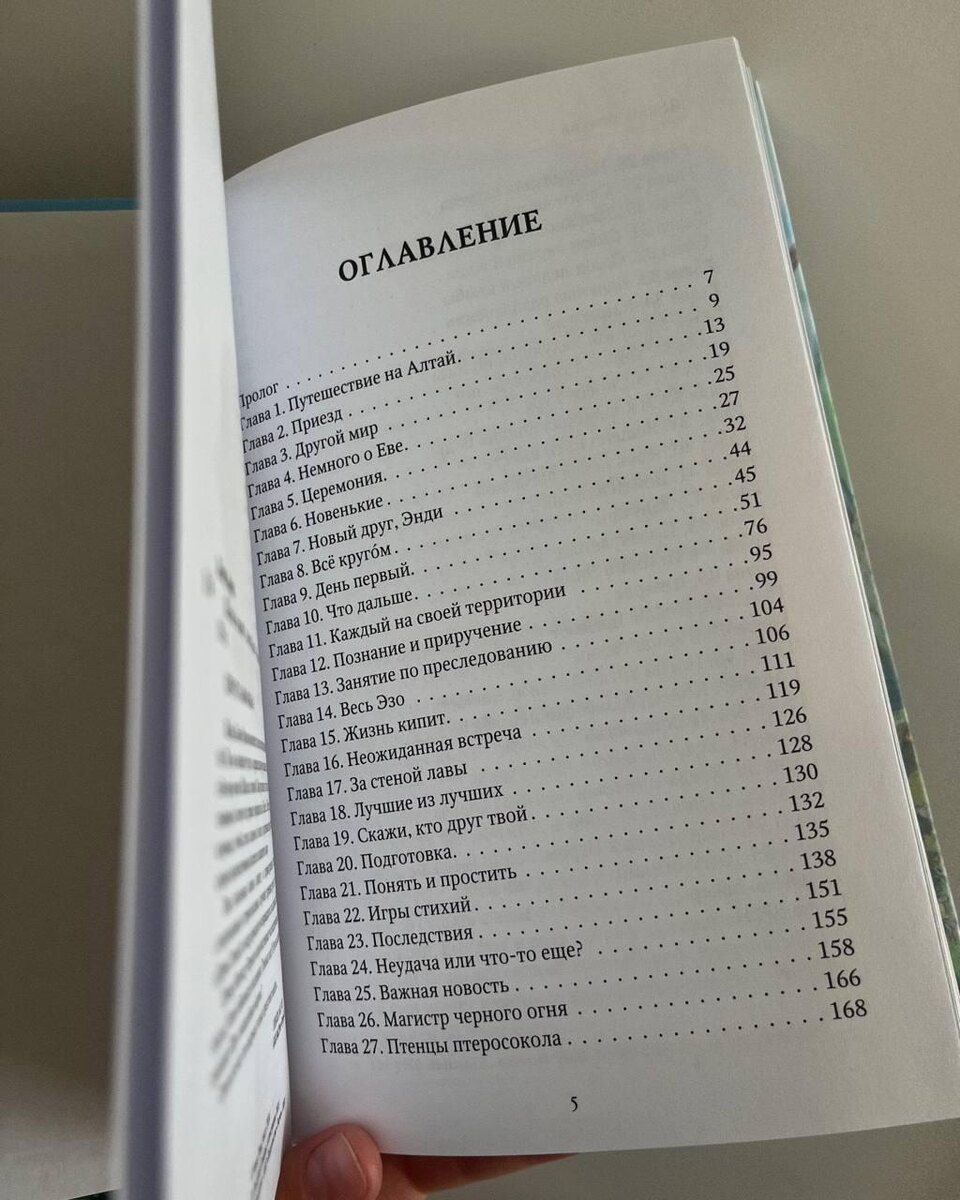 ОГЛАВЛЕНИЕ
Пролог . . . . . . . . . . 7
Глава 1. Путешествие на Алтай. . . . . . . . . . 9
Глава 2. Приезд . . . . . . . . . . 13
Глава 3. Другой мир . . . . . . . . . . 19
Глава 4. Немного о Еве. . . . . . . . . . 25
Глава 5. Церемония. . . . . . . . . . 27
Глава 6. Новенькие . . . . . . . . . . 32
Глава 7. Новый друг, Энди . . . . . . . . . . 44
Глава 8. Всё круго́м . . . . . . . . . . 45
Глава 9. День первый. . . . . . . . . . 51
Глава 10. Что дальше. . . . . . . . . . 76
Глава 11. Каждый на своей территории . . . . . . . . . . 95
Глава 12. Познание и приручение . . . . . . . . . . 99
Глава 13. Занятие по преследованию . . . . . . . . . . 104
Глава 14. Весь Эзо . . . . . . . . . . 106
Глава 15. Жизнь кипит. . . . . . . . . . 111
Глава 16. Неожиданная встреча . . . . . . . . . . 119
Глава 17. За стеной лавы . . . . . . . . . . 126
Глава 18. Лучшие из лучших . . . . . . . . . . 128
Глава 19. Скажи, кто друг твой . . . . . . . . . . 130
Глава 20. Подготовка. . . . . . . . . . 132
Глава 21. Понять и простить . . . . . . . . . . 135
Глава 22. Игры стихий . . . . . . . . . . 138
Глава 23. Последствия . . . . . . . . . . 151
Глава 24. Неудача или что-то еще? . . . . . . . . . . 155
Глава 25. Важная новость . . . . . . . . . . 158
Глава 26. Магистр черного огня . . . . . . . . . . 166
Глава 27. Птенцы птеросокола . . . . . . . . . . 168
5